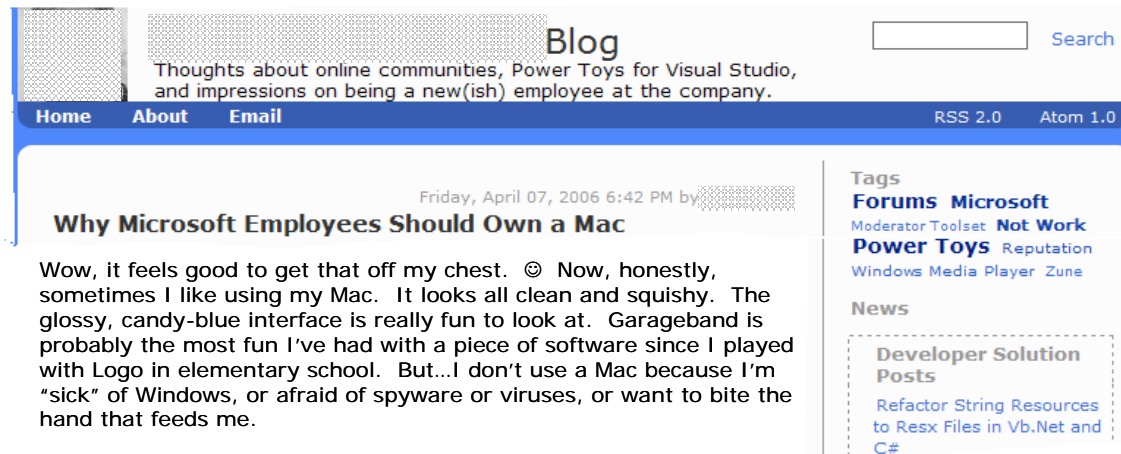 Blog
Thoughts about online communities, Power Toys for Visual Studio,
and impressions on being a new(ish) employee at the company.
Search
Home About Email RSS 2.0 Atom 1.0
Friday, April 07, 2006 6:42 PM by
Why Microsoft Employees Should Own a Mac
Wow, it feels good to get that off my chest. ☺ Now, honestly,
sometimes I like using my Mac. It looks all clean and squishy. The
glossy, candy-blue interface is really fun to look at. Garageband is
probably the most fun I've had with a piece of software since I played
with Logo in elementary school. But...I don't use a Mac because I'm
"sick" of Windows, or afraid of spyware or viruses, or want to bite the
hand that feeds me.
Tags
Forums Microsoft
Moderator Toolset Not Work
Power Toys Reputation
Windows Media Player Zune
News
Developer Solution
Posts
Refactor String Resources
to Resx Files in Vb.Net and
C#